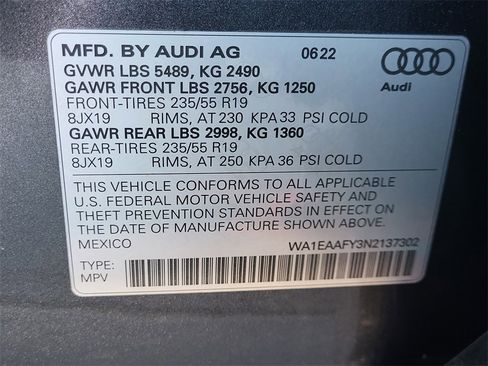 MFD. BY AUDI AG 0622
GVWR LBS 5489, KG 2490
GAWR FRONT LBS 2756, KG 1250
FRONT-TIRES 235/55 R19
8JX19 RIMS, AT 230 KPA 33 PSI COLD
GAWR REAR LBS 2998, KG 1360
REAR-TIRES 235/55 R19
8JX19 RIMS, AT 250 KPA 36 PSI COLD
Audi
THIS VEHICLE CONFORMS TO ALL APPLICABLE
U.S. FEDERAL MOTOR VEHICLE SAFETY AND
THEFT PREVENTION STANDARDS IN EFFECT ON
THE DATE OF MANUFACTURE SHOWN ABOVE.
MEXICO WA1EAAFY3N2137302
TYPE:
MPV